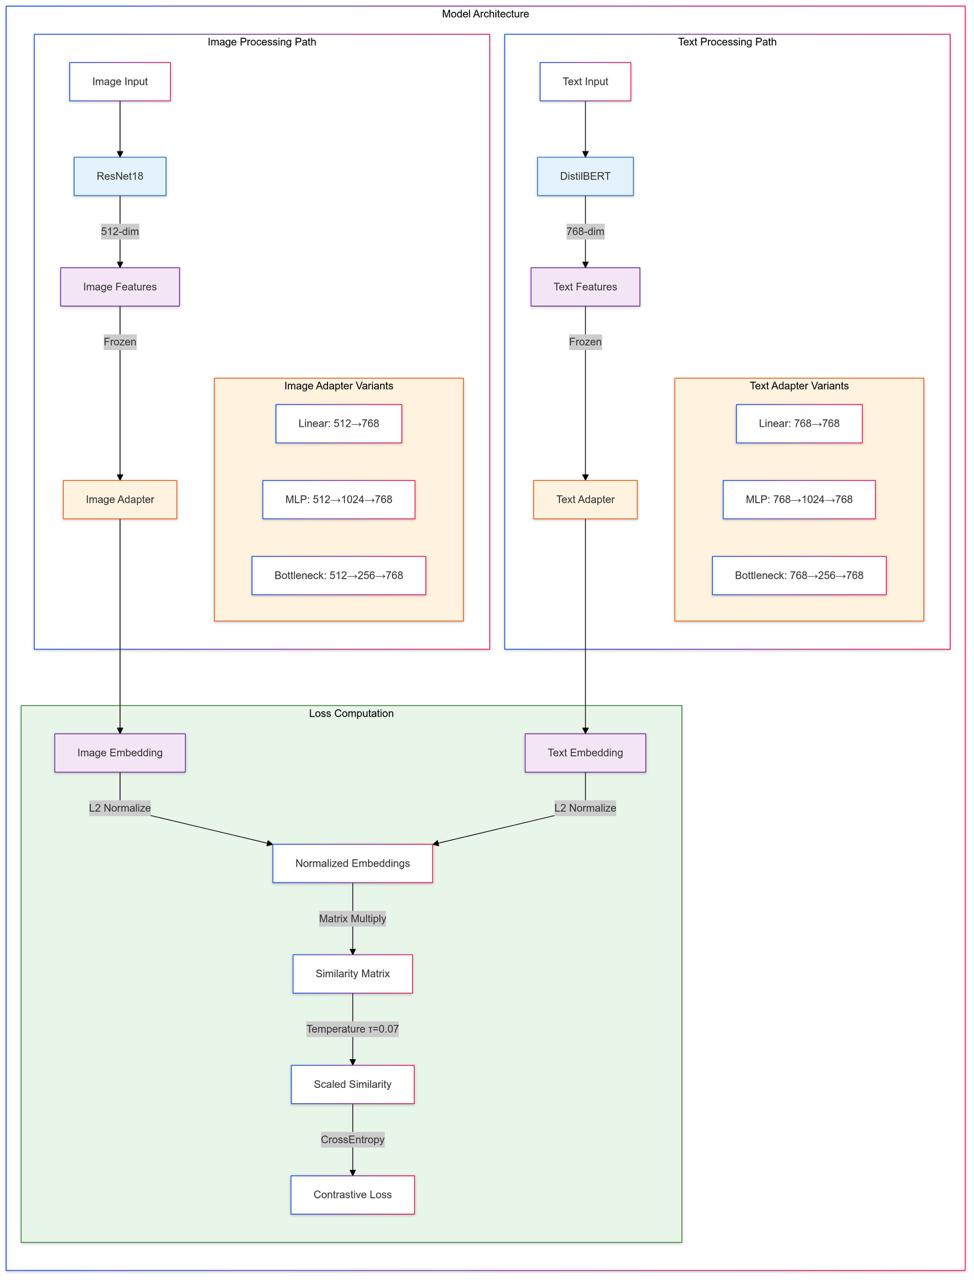 Model Architecture
Image Processing Path
Image Input
ResNet18
512-dim
Image Features
Frozen
Image Adapter
Image Adapter Variants
Linear: 512→768
MLP: 512→1024→768
Bottleneck: 512→256→768
Text Processing Path
Text Input
DistilBERT
768-dim
Text Features
Frozen
Text Adapter
Text Adapter Variants
Linear: 768→768
MLP: 768→1024→768
Bottleneck: 768→256→768
Loss Computation
Image Embedding
Text Embedding
L2 Normalize
L2 Normalize
Normalized Embeddings
Matrix Multiply
Similarity Matrix
Temperature τ=0.07
Scaled Similarity
CrossEntropy
Contrastive Loss